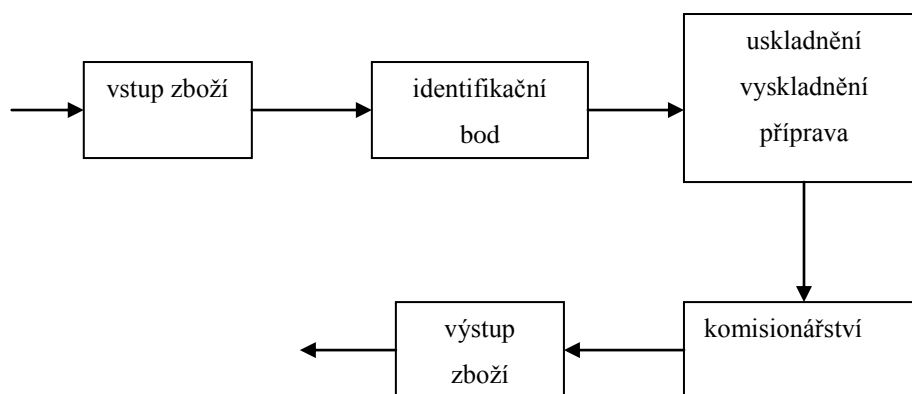 vstup zboží
identifikační
bod
uskladnění
vyskladnění
příprava
komisionářství
výstup
zboží